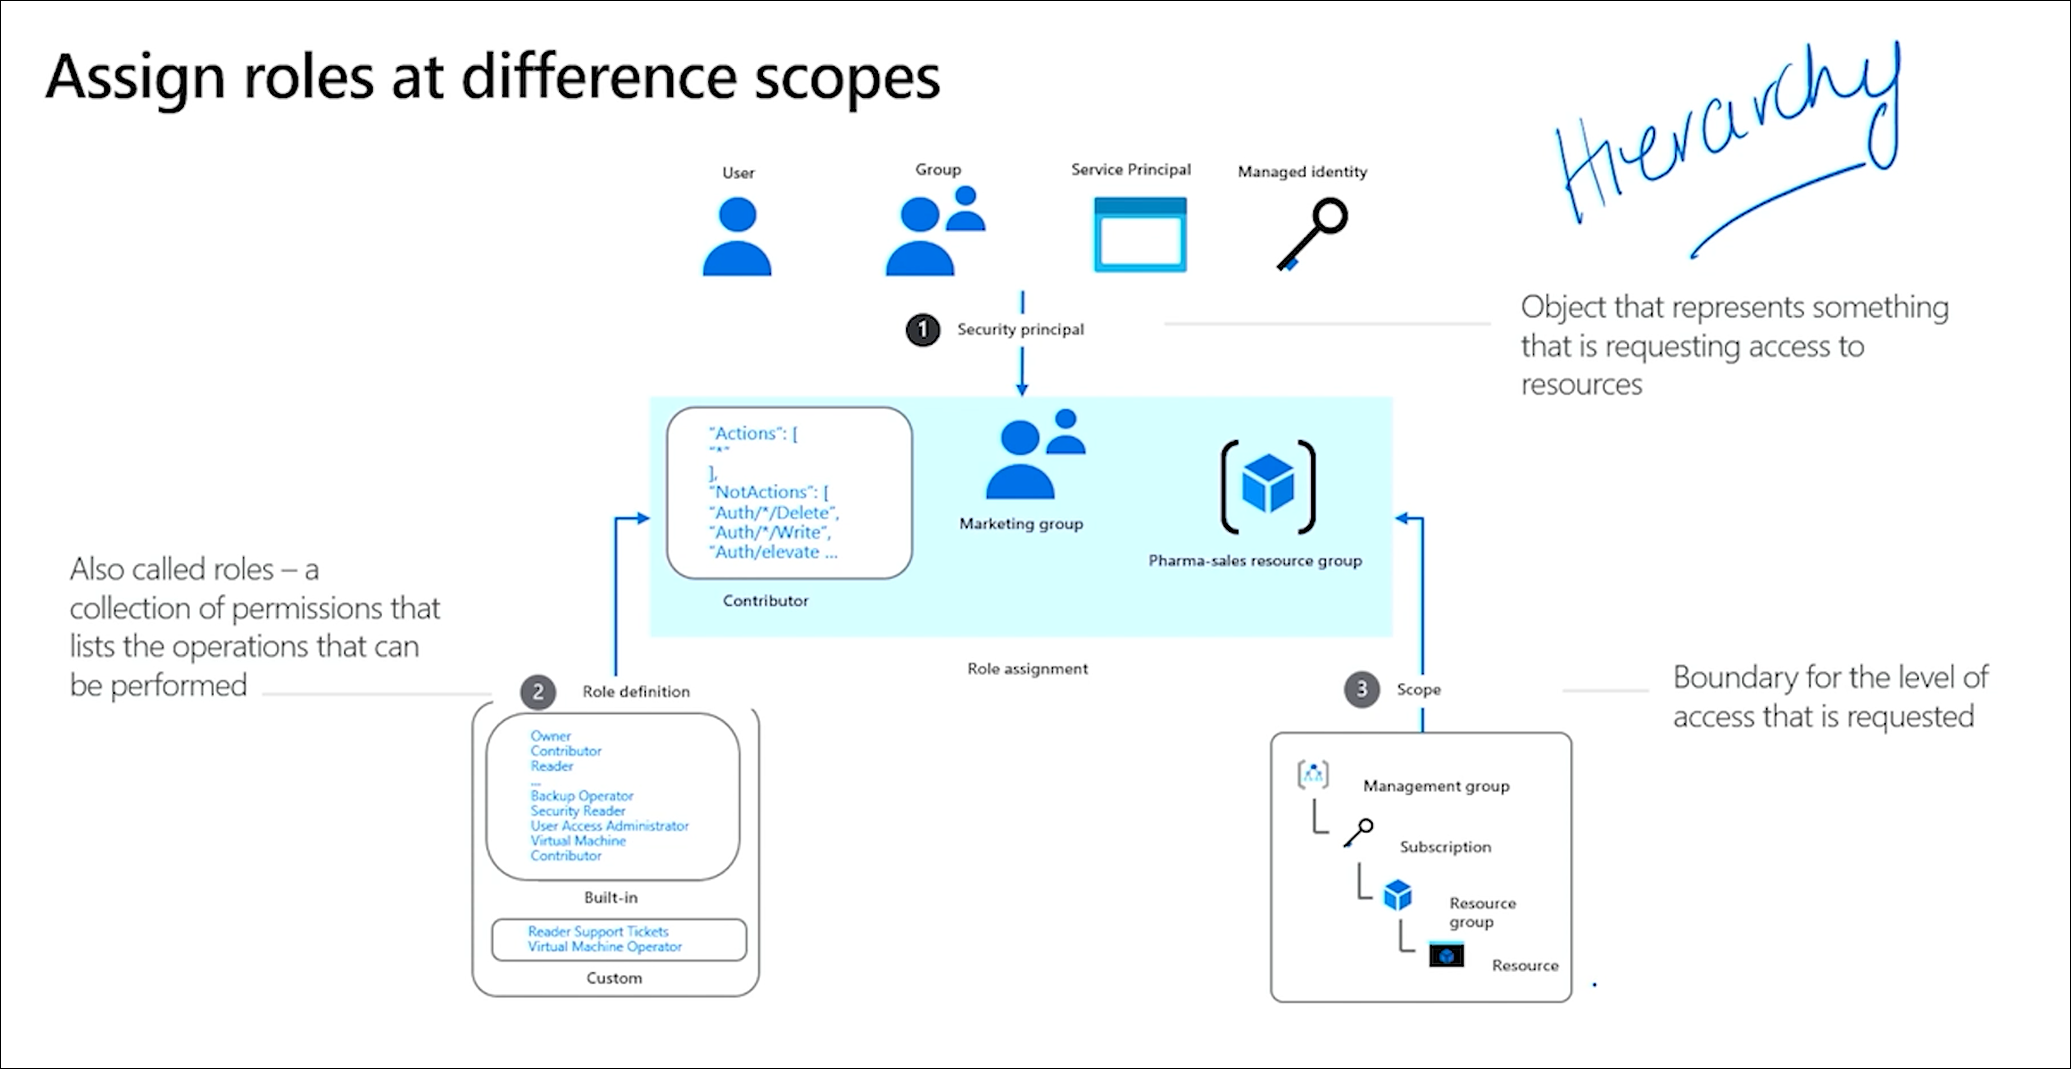 Assign roles at difference scopes
Hierarchy
User
Group
Service Principal
Managed identity
1
Security principal
Object that represents something
that is requesting access to
resources
"Actions": [
"*"
],
"NotActions": [
"Auth/*/Delete",
"Auth/*/Write",
"Auth/elevate ...
Contributor
Marketing group
Pharma-sales resource group
Role assignment
Also called roles – a
collection of permissions that
lists the operations that can
be performed
2
Role definition
Owner
Contributor
Reader
...
Backup Operator
Security Reader
User Access Administrator
Virtual Machine
Contributor
Built-in
Reader Support Tickets
Virtual Machine Operator
Custom
3
Scope
Boundary for the level of
access that is requested
Management group
Subscription
Resource
group
Resource